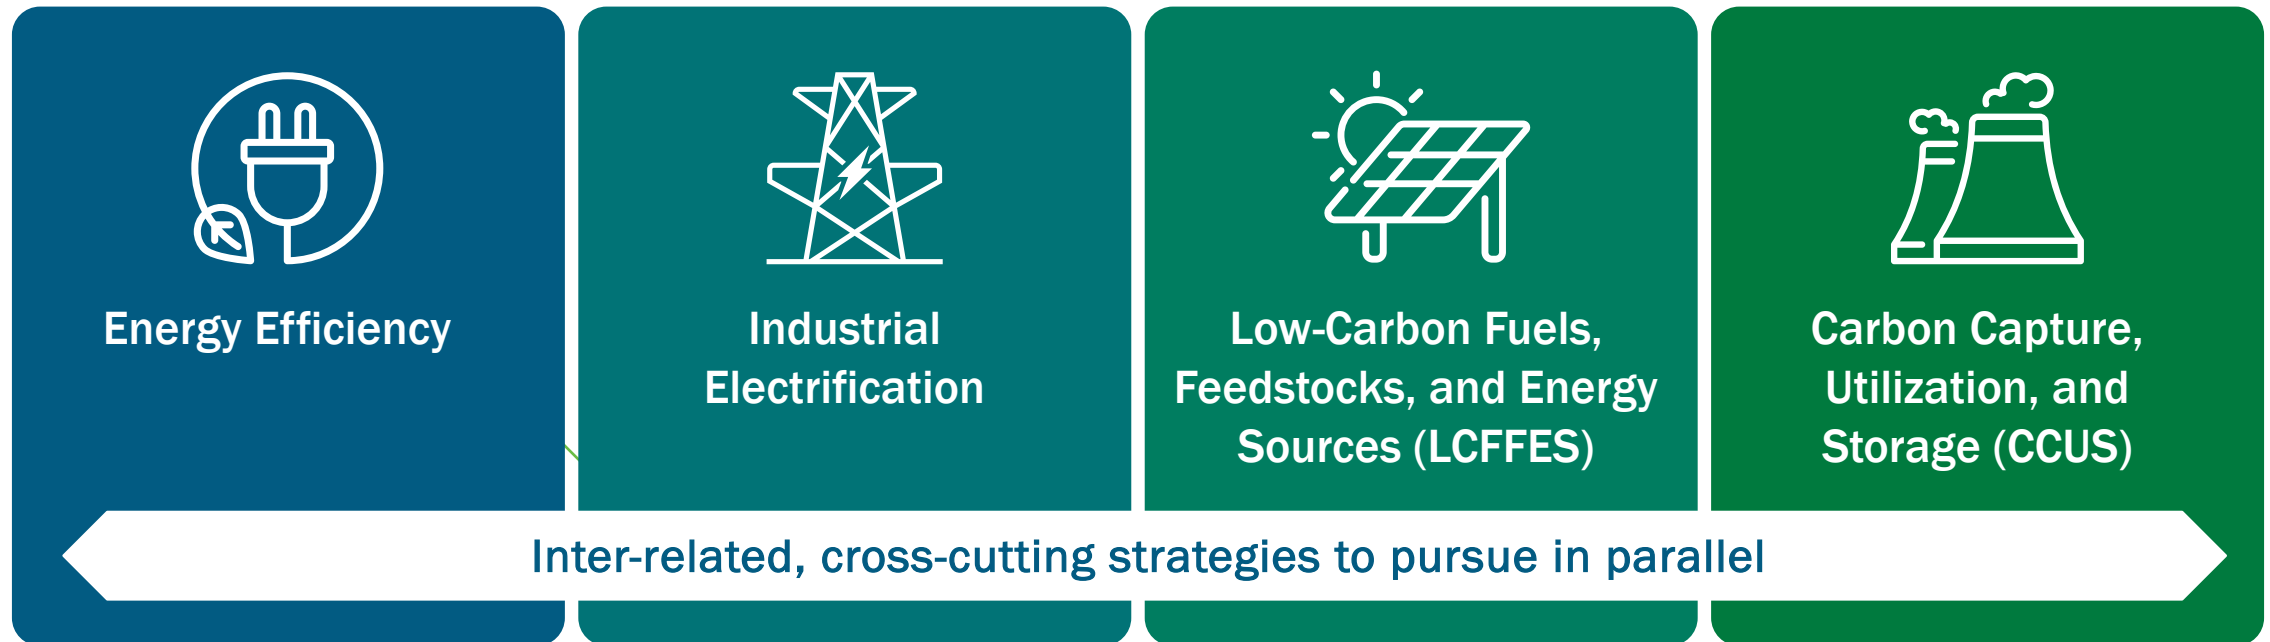 Energy Efficiency
Industrial
Electrification
Low-Carbon Fuels,
Feedstocks, and Energy
Sources (LCFFES)
Carbon Capture,
Utilization, and
Storage (CCUS)
Inter-related, cross-cutting strategies to pursue in parallel